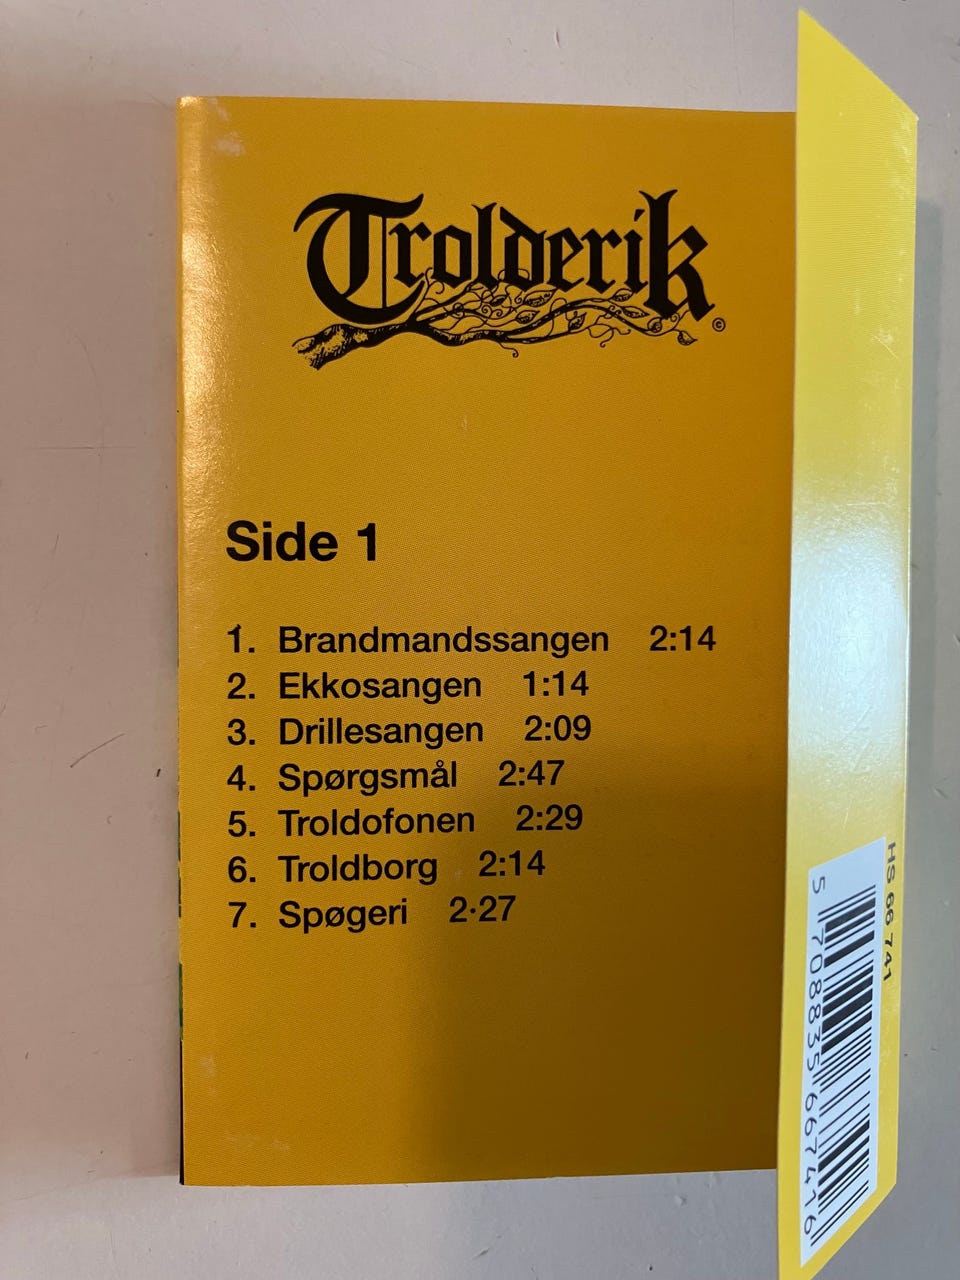 Trolderik
©
Side 1
1. Brandmandssangen 2:14
2. Ekkosangen 1:14
3. Drillesangen 2:09
4. Spørgsmål 2:47
5. Troldofonen 2:29
6. Troldborg 2:14
7. Spøgeri 2·27
HS 66 741
5 708835 667416